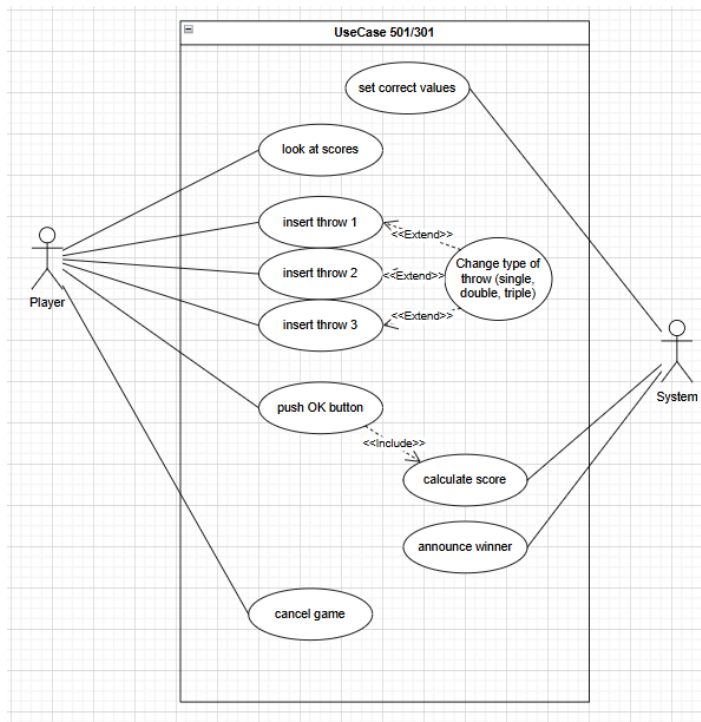 UseCase 501/301
set correct values
look at scores
insert throw 1
<<Extend>>
Change type of
throw (single,
double, triple)
insert throw 2
<<Extend>>
insert throw 3
<<Extend>>
Player
System
push OK button
<<Include>>
calculate score
announce winner
cancel game